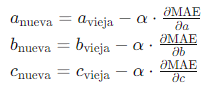 a_nueva = a_vieja − α · ∂MAE/∂a
b_nueva = b_vieja − α · ∂MAE/∂b
c_nueva = c_vieja − α · ∂MAE/∂c